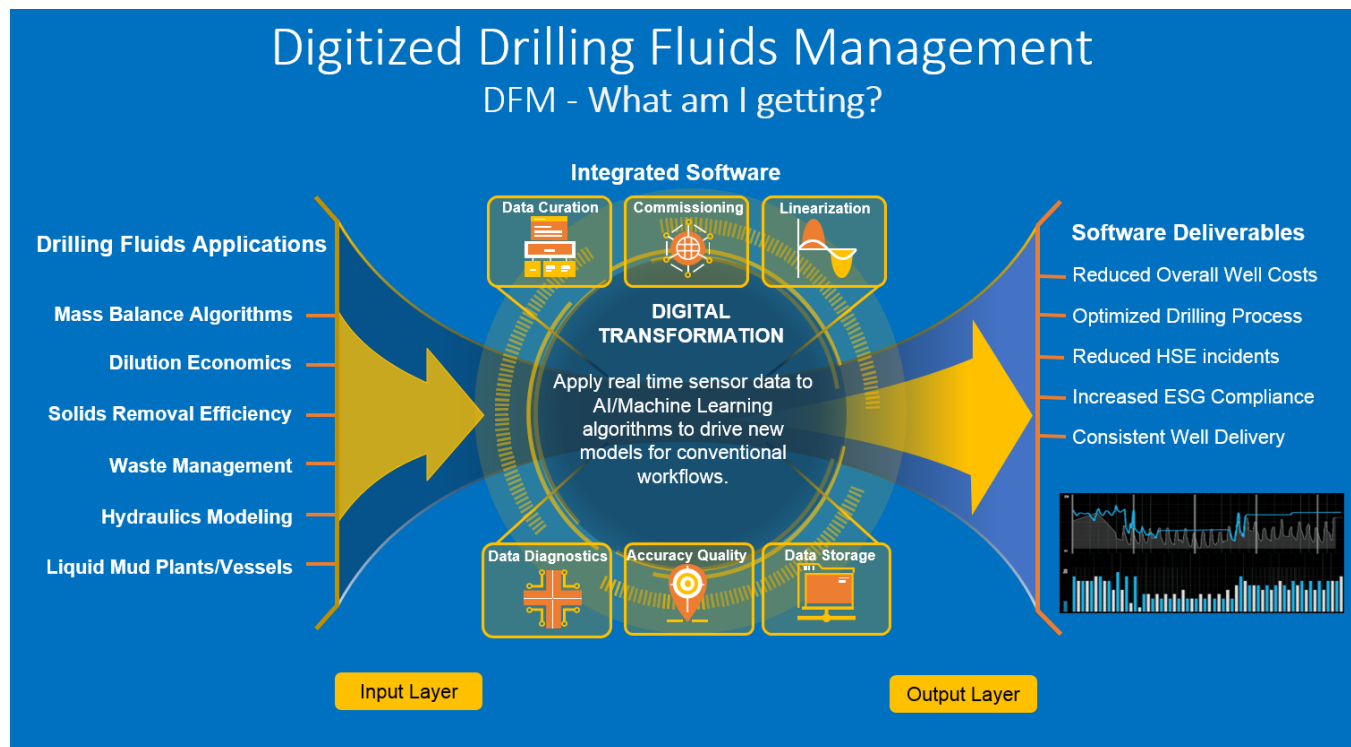 Digitized Drilling Fluids Management
DFM - What am I getting?
Integrated Software
Drilling Fluids Applications
Mass Balance Algorithms
Dilution Economics
Solids Removal Efficiency
Waste Management
Hydraulics Modeling
Liquid Mud Plants/Vessels
Input Layer
Data Curation
Commissioning
Linearization
DIGITAL
TRANSFORMATION
Apply real time sensor data to
AI/Machine Learning
algorithms to drive new
models for conventional
workflows.
Data Diagnostics
Accuracy Quality
Data Storage
Software Deliverables
Reduced Overall Well Costs
Optimized Drilling Process
Reduced HSE incidents
Increased ESG Compliance
Consistent Well Delivery
Output Layer